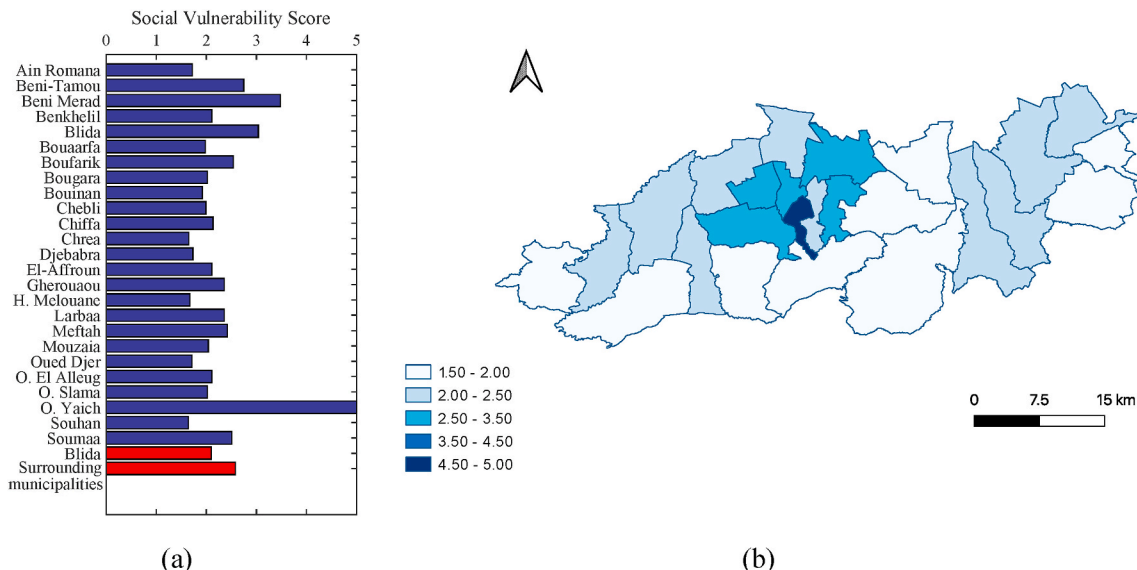 Social Vulnerability Score
0 1 2 3 4 5
Ain Romana
Beni-Tamou
Beni Merad
Benkhelil
Blida
Bouaarfa
Boufarik
Bougara
Bouinan
Chebli
Chiffa
Chrea
Djebabra
El-Affroun
Gherouaou
H. Melouane
Larbaa
Meftah
Mouzaia
Oued Djer
O. El Alleug
O. Slama
O. Yaich
Souhan
Soumaa
Blida
Surrounding
municipalities
(a)
1.50 - 2.00
2.00 - 2.50
2.50 - 3.50
3.50 - 4.50
4.50 - 5.00
0 7.5 15 km
(b)